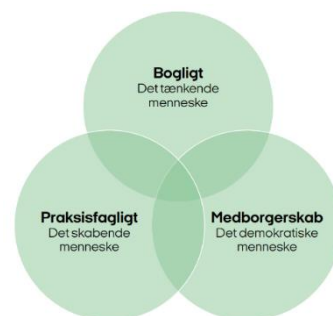 Bogligt
Det tænkende
menneske
Praksisfagligt
Det skabende
menneske
Medborgerskab
Det demokratiske
menneske